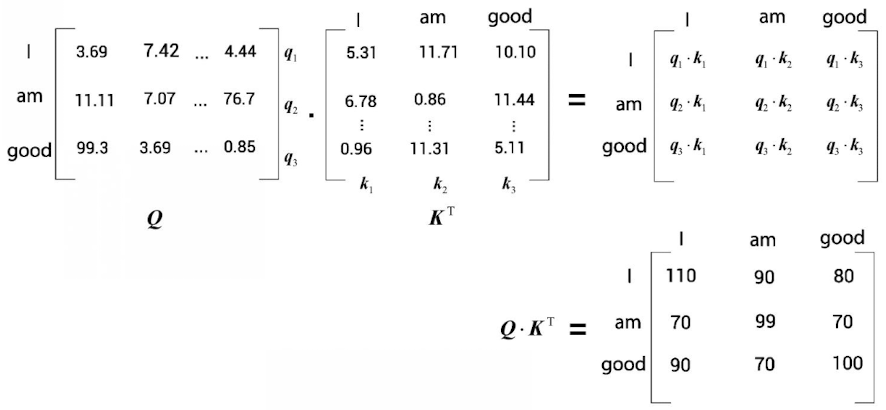 I am good
I am good
I 3.69 7.42 ... 4.44 q₁ 5.31 11.71 10.10 I q₁·k₁ q₁·k₂ q₁·k₃
am 11.11 7.07 ... 76.7 q₂ · 6.78 0.86 11.44 = am q₂·k₁ q₂·k₂ q₂·k₃
⋮ ⋮ ⋮
good 99.3 3.69 ... 0.85 q₃ 0.96 11.31 5.11 good q₃·k₁ q₃·k₂ q₃·k₃
k₁ k₂ k₃
Q Kᵀ
I am good
I 110 90 80
Q·Kᵀ = am 70 99 70
good 90 70 100